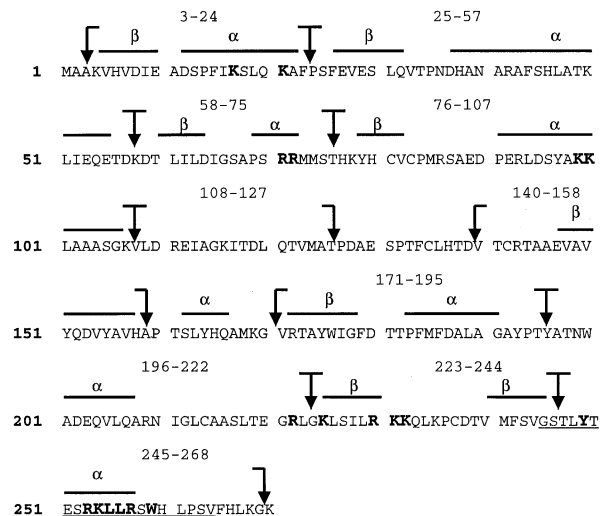 3-24 25-57
β α β α
1 MAAKVHVDIE ADSPFIKSLQ KAFPSFEVES LQVTPNDHAN ARAFSHLATK
58-75 76-107
β α β α
51 LIEQETDKDT LILDIGSAPS RRMMSTHKYH CVCPMRSAED PERLDSYAKK
108-127 140-158
β
101 LAAASGKVLD REIAGKITDL QTVMATPDAE SPTFCLHTDV TCRTAAEVAV
171-195
α β α
151 YQDVYAVHAP TSLYHQAMKG VRTAYWIGFD TTPFMFDALA GAYPTYATNW
196-222 223-244
α β β
201 ADEQVLQARN IGLCAASLTE GRLGKLSILR KKQLKPCDTV MFSVGSTLYT
245-268
α
251 ESRKLLRSWH LPSVFHLKGK